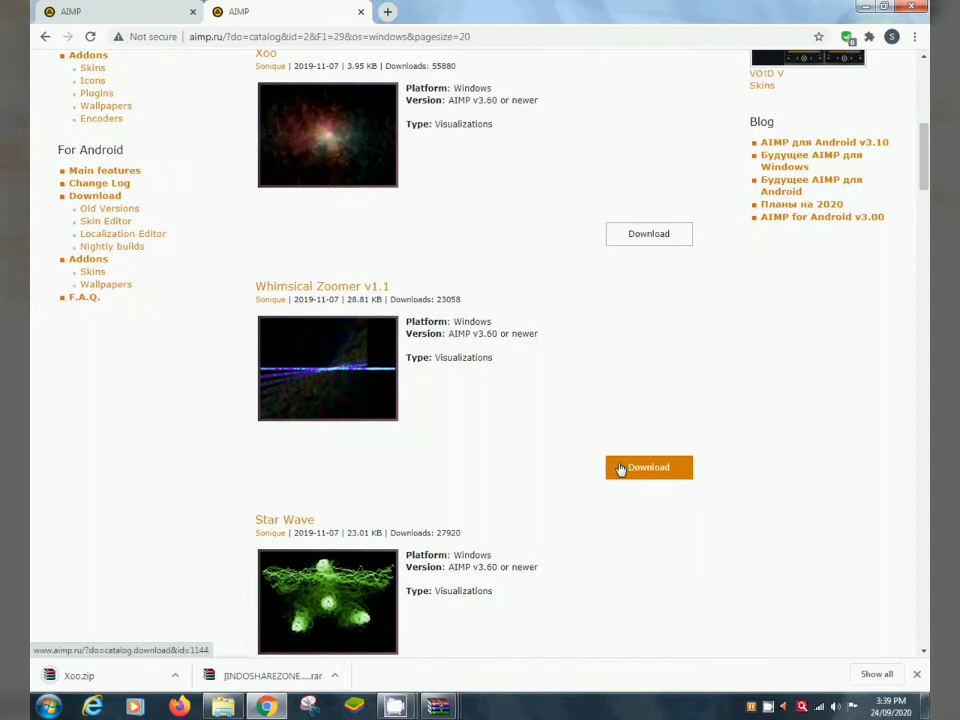 AIMP
AIMP
Not secure
aimp.ru/?do=catalog&id=2&F1=29&os=windows&pagesize=20
S
Addons
Skins
Icons
Plugins
Wallpapers
Encoders
For Android
Main features
Change Log
Download
Old Versions
Skin Editor
Localization Editor
Nightly builds
Addons
Skins
Wallpapers
F.A.Q.
Xoo
Sonique | 2019-11-07 | 3.95 KB | Downloads: 55880
Platform: Windows
Version: AIMP v3.60 or newer
Type: Visualizations
Download
Whimsical Zoomer v1.1
Sonique | 2019-11-07 | 28.81 KB | Downloads: 23058
Platform: Windows
Version: AIMP v3.60 or newer
Type: Visualizations
Download
Star Wave
Sonique | 2019-11-07 | 23.01 KB | Downloads: 27920
Platform: Windows
Version: AIMP v3.60 or newer
Type: Visualizations
VOID V
Skins
Blog
AIMP для Android v3.10
Будущее AIMP для
Windows
Будущее AIMP для
Android
Планы на 2020
AIMP for Android v3.00
www.aimp.ru/?do=catalog.download&id=1144
Xoo.zip
[INDOSHAREZONE.....rar
Show all
3:39 PM
24/09/2020